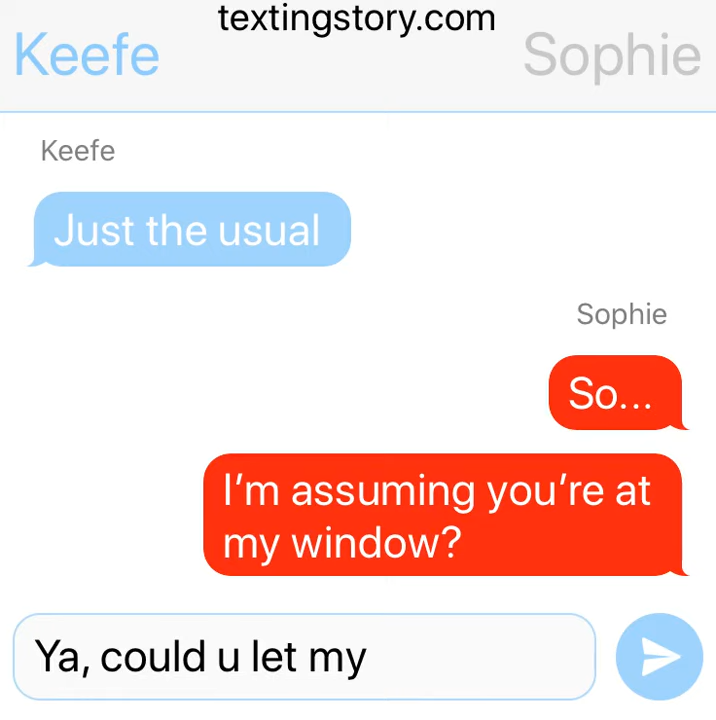 textingstory.com
Keefe
Sophie
Keefe
Just the usual
Sophie
So...
I'm assuming you're at
my window?
Ya, could u let my